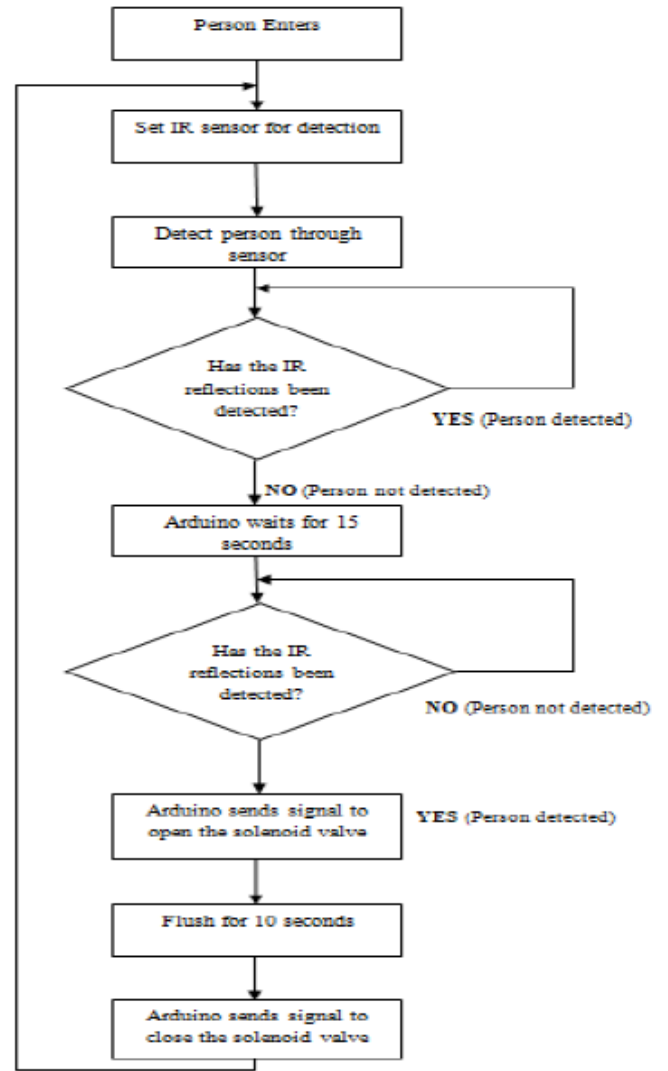 Person Enters
Set IR sensor for detection
Detect person through
sensor
Has the IR
reflections been
detected?
YES (Person detected)
NO (Person not detected)
Arduino waits for 15
seconds
Has the IR
reflections been
detected?
NO (Person not detected)
Arduino sends signal to
open the solenoid valve
YES (Person detected)
Flush for 10 seconds
Arduino sends signal to
close the solenoid valve